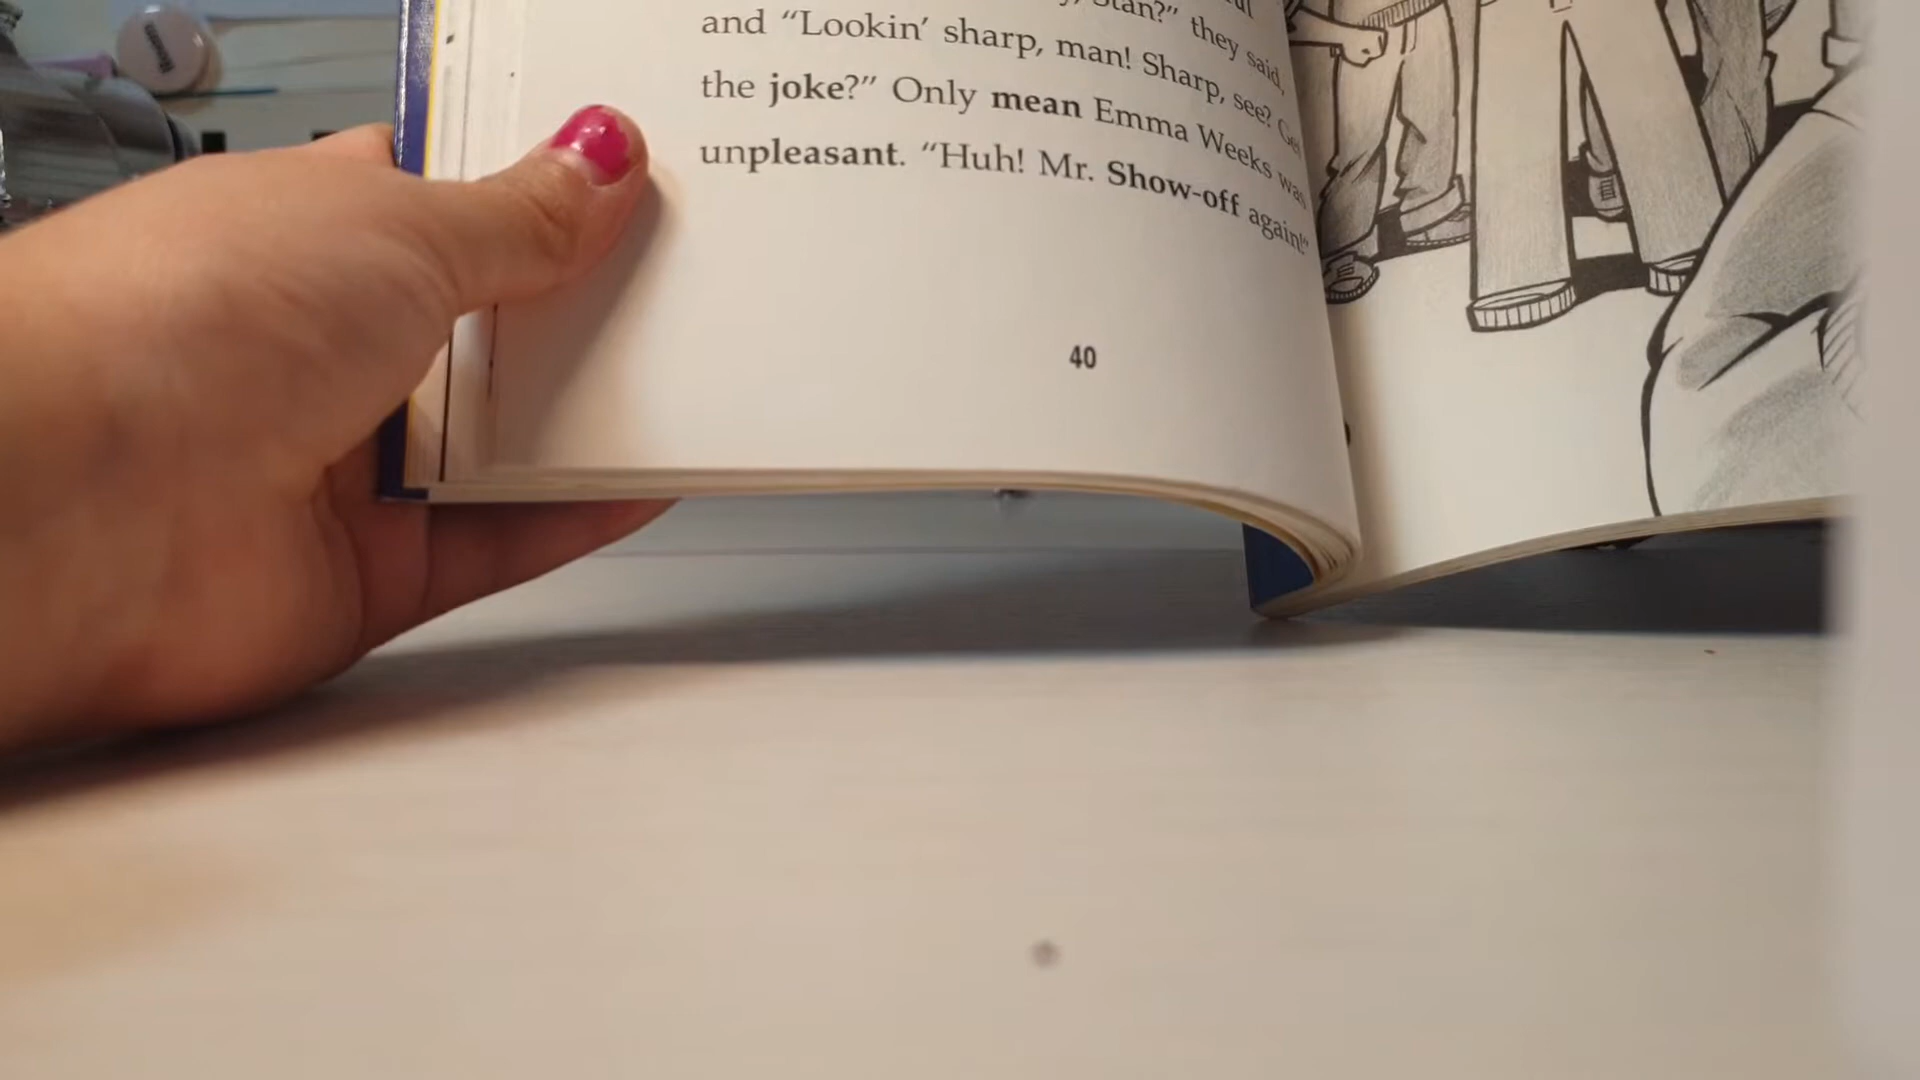 Stan?" they said,
and "Lookin' sharp, man! Sharp, see? Get
the joke?" Only mean Emma Weeks was
unpleasant. "Huh! Mr. Show-off again!"
40